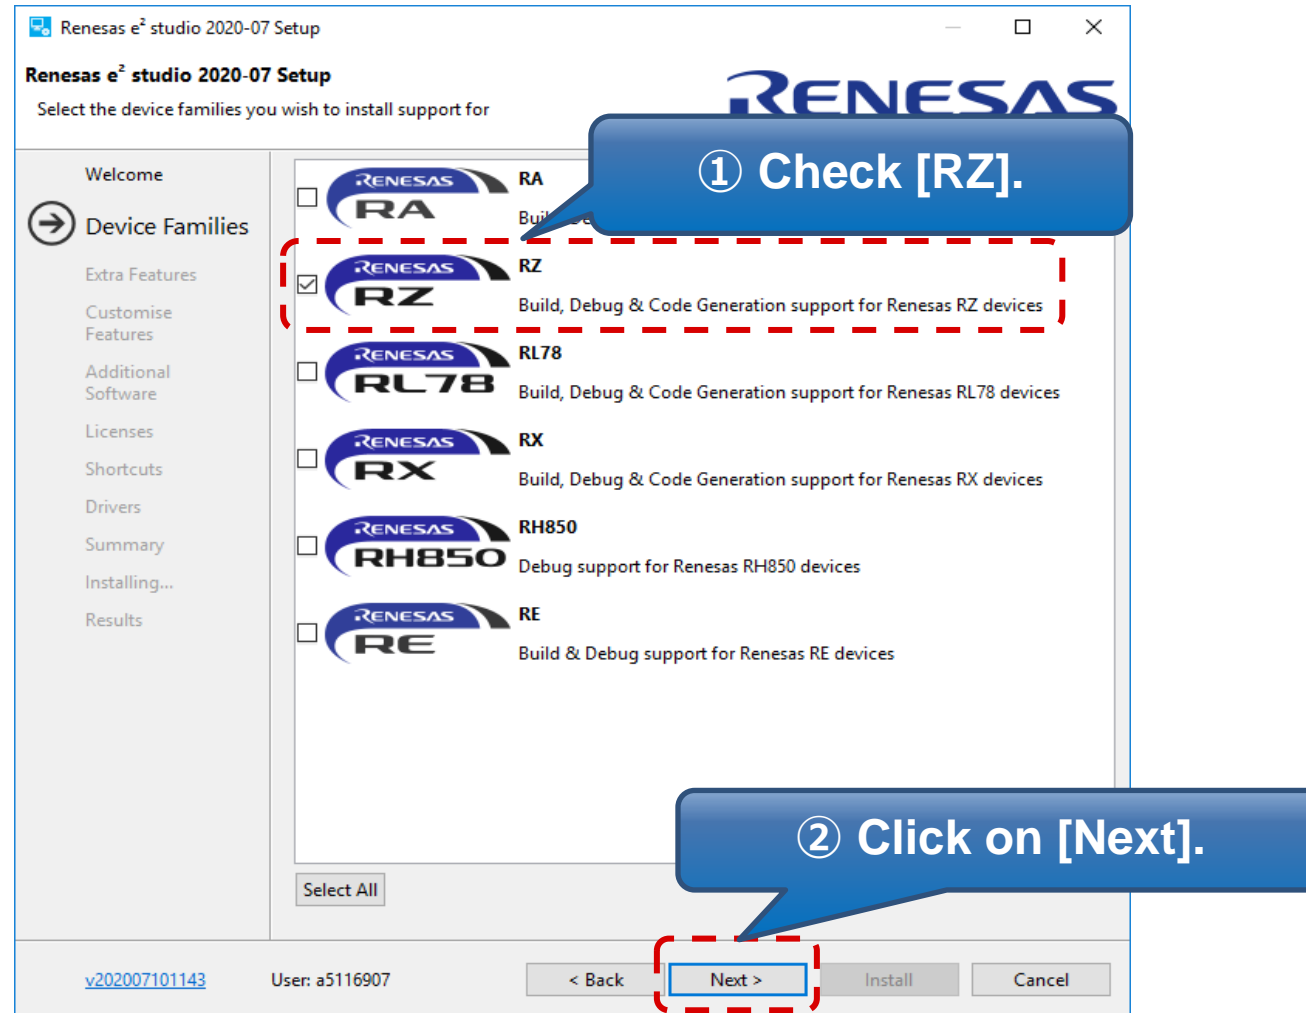 Renesas e² studio 2020-07 Setup
Renesas e² studio 2020-07 Setup
Select the device families you wish to install support for
RENESAS
① Check [RZ].
Welcome
Device Families
Extra Features
Customise
Features
Additional
Software
Licenses
Shortcuts
Drivers
Summary
Installing...
Results
RENESAS
RA
RA
RENESAS
RZ
RZ
Build, Debug & Code Generation support for Renesas RZ devices
RENESAS
RL78
RL78
Build, Debug & Code Generation support for Renesas RL78 devices
RENESAS
RX
RX
Build, Debug & Code Generation support for Renesas RX devices
RENESAS
RH850
RH850
Debug support for Renesas RH850 devices
RENESAS
RE
RE
Build & Debug support for Renesas RE devices
② Click on [Next].
Select All
v202007101143
User: a5116907
< Back
Next >
Install
Cancel